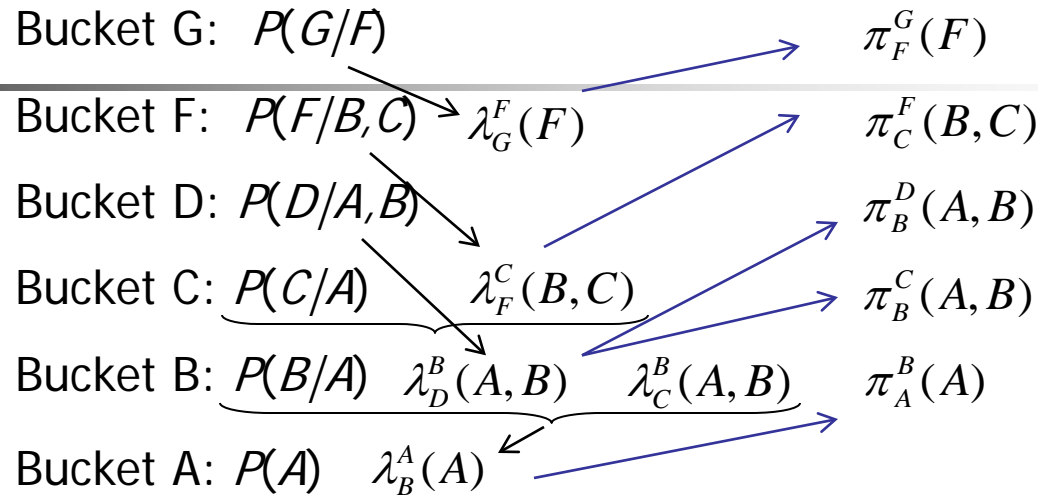 Bucket G: P(G/F) π_F^G(F)
Bucket F: P(F/B,C) λ_G^F(F) π_C^F(B,C)
Bucket D: P(D/A,B) π_B^D(A,B)
Bucket C: P(C/A) λ_F^C(B,C) π_B^C(A,B)
Bucket B: P(B/A) λ_D^B(A,B) λ_C^B(A,B) π_A^B(A)
Bucket A: P(A) λ_B^A(A)